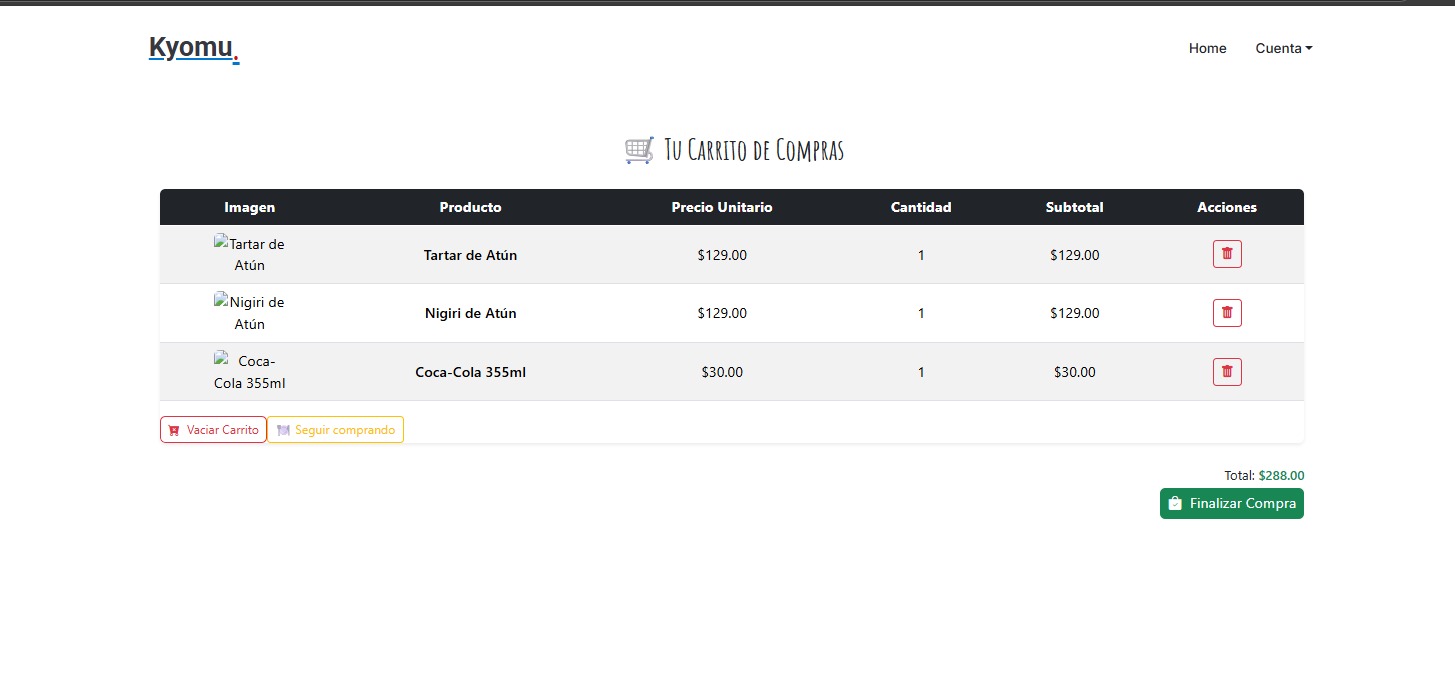 Kyomu.
Home Cuenta
Tu Carrito de Compras
Imagen Producto Precio Unitario Cantidad Subtotal Acciones
Tartar de
Atún
Tartar de Atún $129.00 1 $129.00
Nigiri de
Atún
Nigiri de Atún $129.00 1 $129.00
Coca-
Cola 355ml
Coca-Cola 355ml $30.00 1 $30.00
Vaciar Carrito Seguir comprando
Total: $288.00
Finalizar Compra